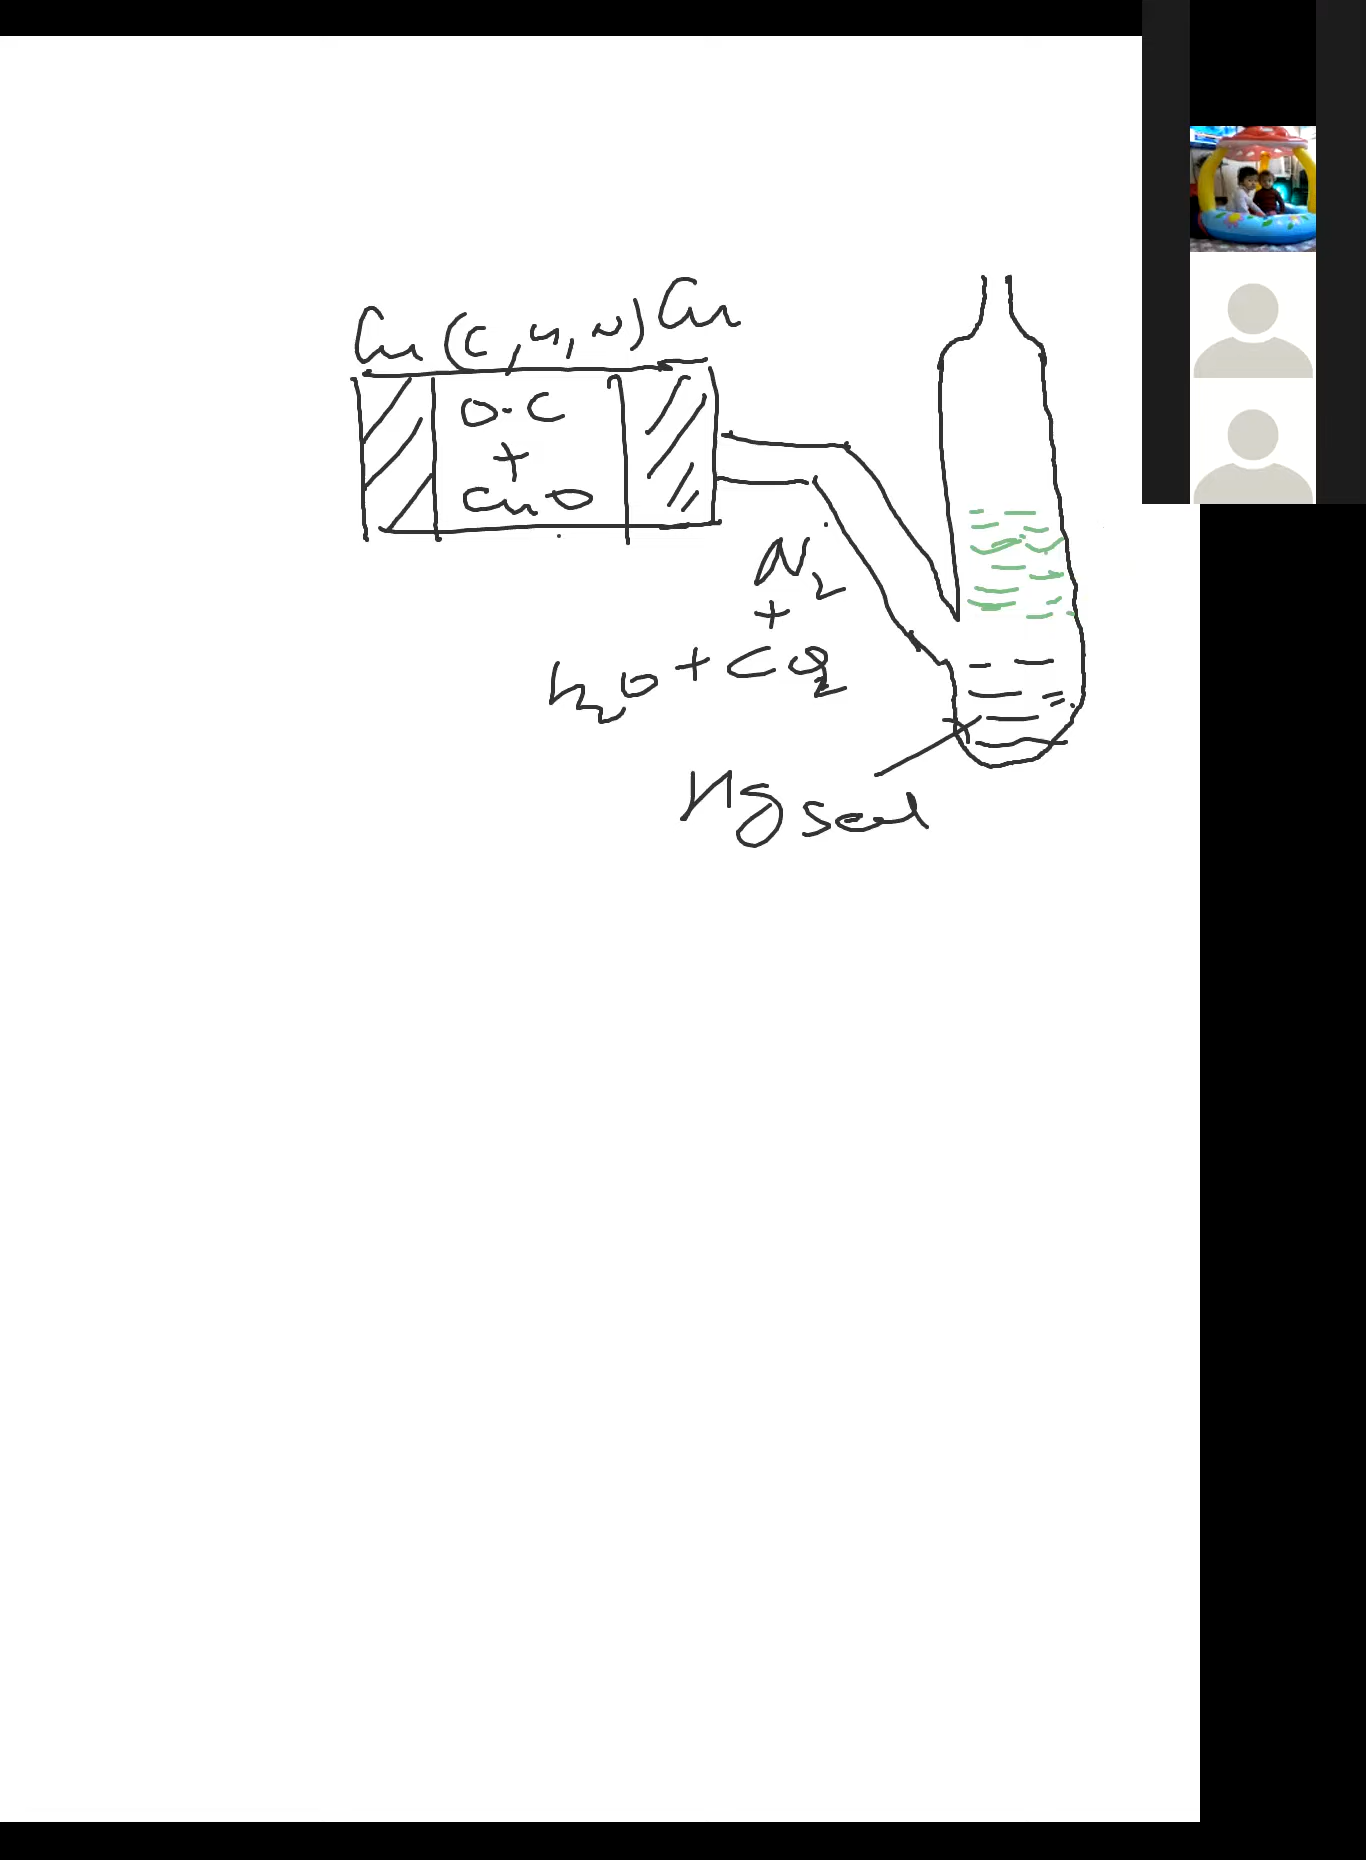 Cu (C, H, N) Cu
O.C
+
CuO
N2
+
H2O + CO2
Hg seal